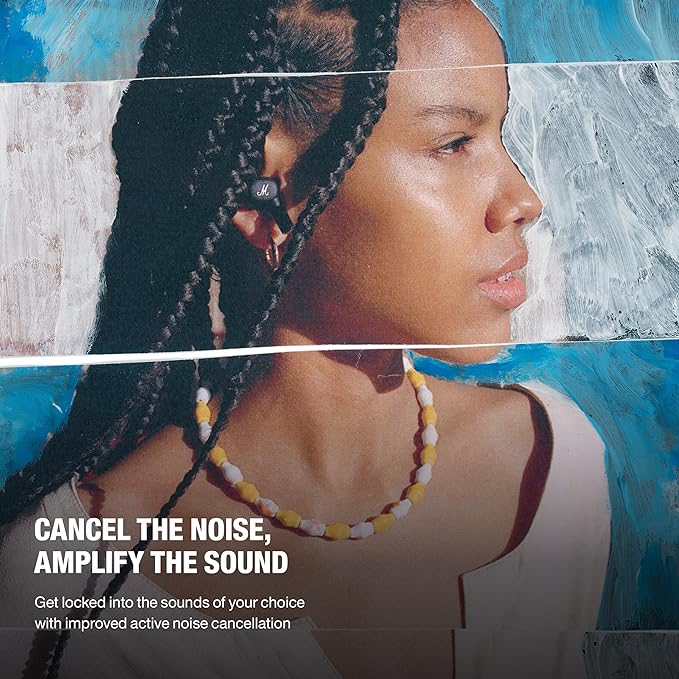 M
CANCEL THE NOISE,
AMPLIFY THE SOUND
Get locked into the sounds of your choice
with improved active noise cancellation